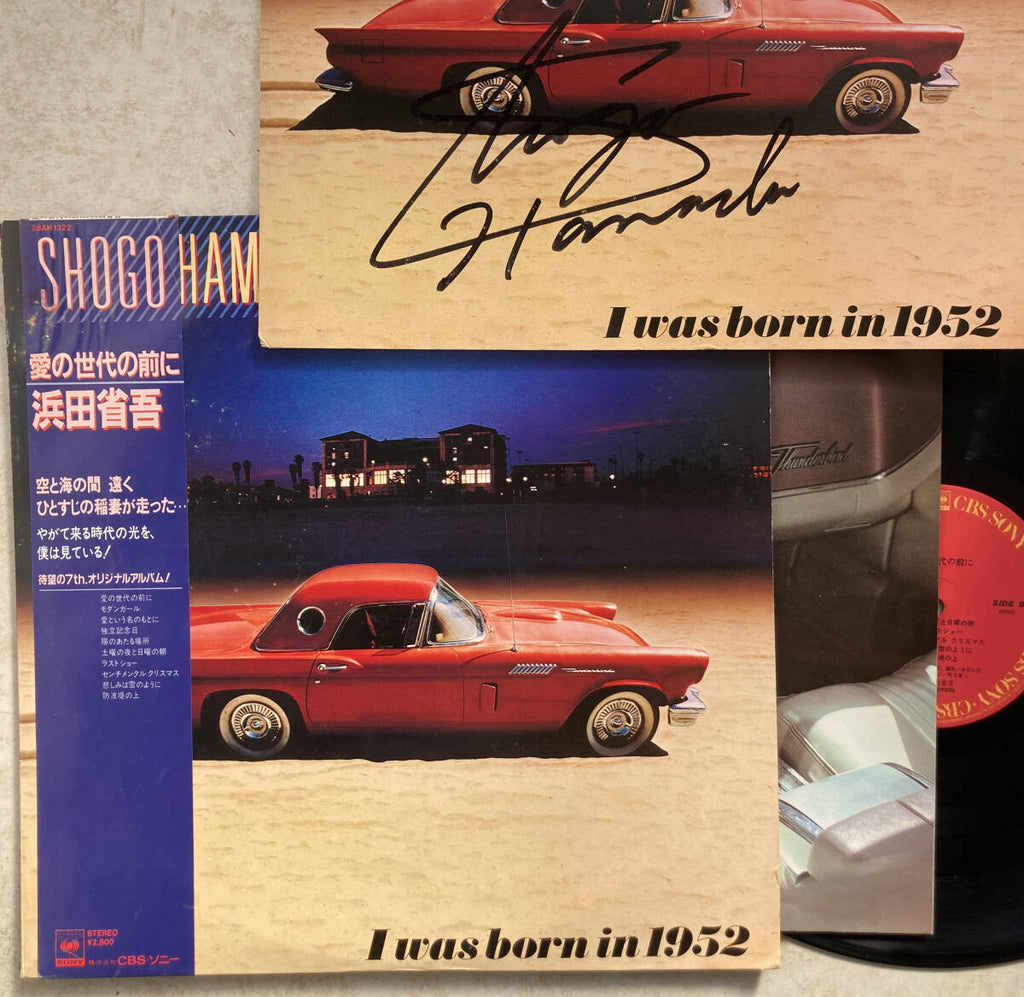 Shogo
Hamada
I was born in 1952
28AH 1322
SHOGO HAM
愛の世代の前に
浜田省吾
空と海の間 遠く
ひとすじの稲妻が走った…
やがて来る時代の光を、
僕は見ている!
待望の7th.オリジナルアルバム!
愛の世代の前に
モダンガール
愛という名のもとに
独立記念日
陽のあたる場所
土曜の夜と日曜の朝
ラストショー
センチメンタル クリスマス
悲しみは雪のように
防波堤の上
STEREO
¥2,800
SONY
株式会社 CBS・ソニー
I was born in 1952
Thunderbird
CBS SONY
代の前に
SIDE B
と日曜の朝
ショー
タル クリスマス
雪のように
の上